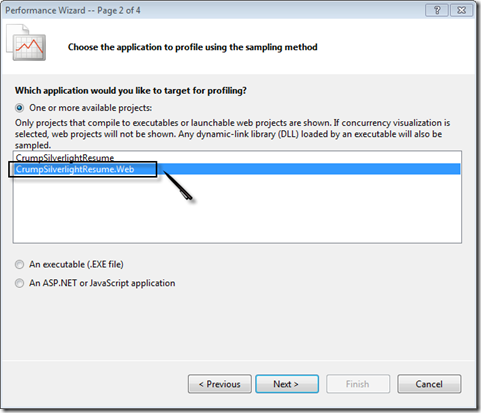 Performance Wizard -- Page 2 of 4
Choose the application to profile using the sampling method
Which application would you like to target for profiling?
One or more available projects:
Only projects that compile to executables or launchable web projects are shown. If concurrency visualization is
selected, web projects will not be shown. Any dynamic-link library (DLL) loaded by an executable will also be
sampled.
CrumpSilverlightResume
CrumpSilverlightResume.Web
An executable (.EXE file)
An ASP.NET or JavaScript application
< Previous
Next >
Finish
Cancel